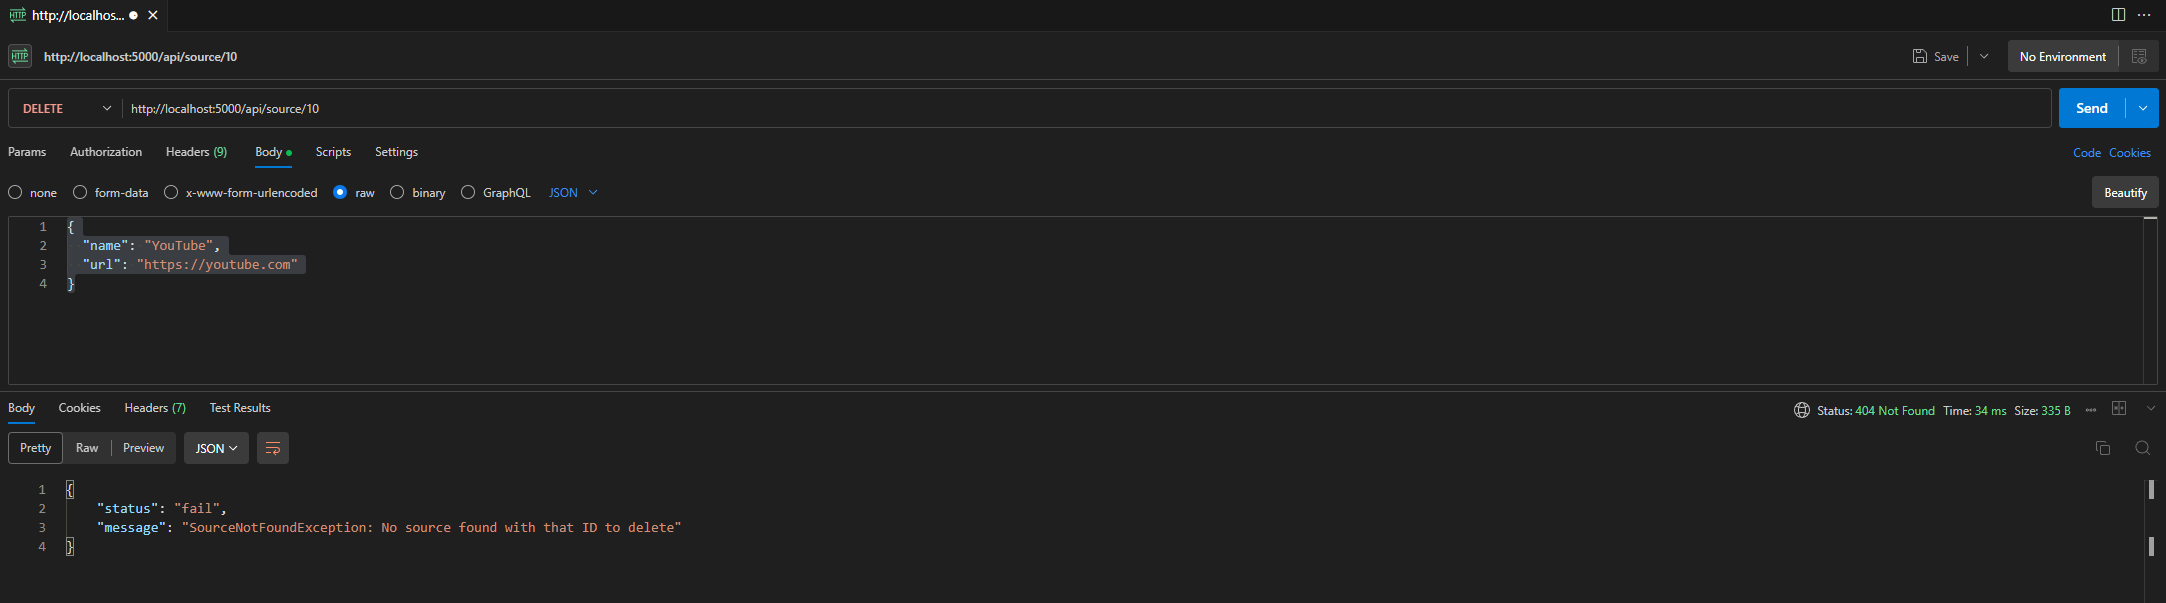 HTTP http://localhos...
HTTP http://localhost:5000/api/source/10 Save No Environment
DELETE http://localhost:5000/api/source/10 Send
Params Authorization Headers (9) Body Scripts Settings Code Cookies
none form-data x-www-form-urlencoded raw binary GraphQL JSON Beautify
1 {
2 "name": "YouTube",
3 "url": "https://youtube.com"
4 }
Body Cookies Headers (7) Test Results Status: 404 Not Found Time: 34 ms Size: 335 B
Pretty Raw Preview JSON
1 {
2 "status": "fail",
3 "message": "SourceNotFoundException: No source found with that ID to delete"
4 }